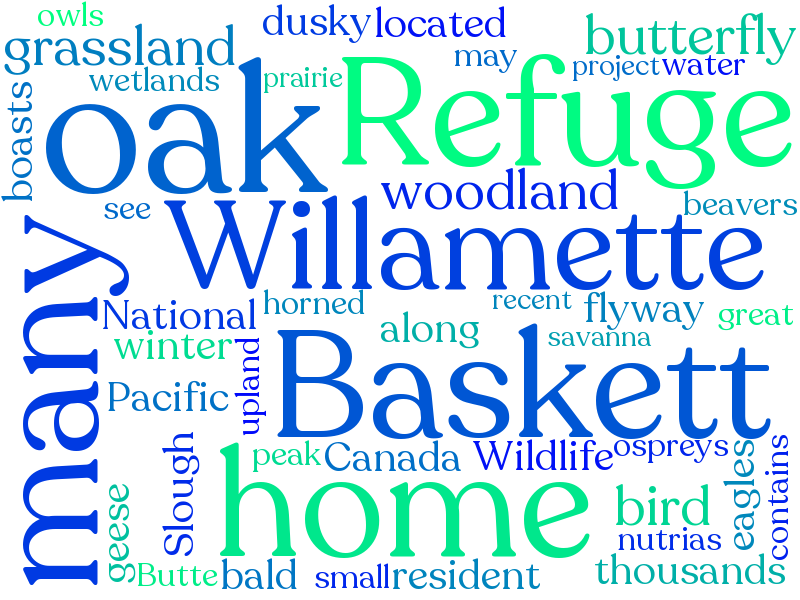 owls
dusky
located
butterfly
grassland
may
wetlands
prairie
project
water
boasts
oak
Refuge
woodland
see
beavers
many
Willamette
National
horned
recent
flyway
great
winter
along
savanna
upland
Baskett
Pacific
Slough
peak
Canada
Wildlife
ospreys
eagles
contains
geese
home
bird
nutrias
Butte
bald
small
resident
thousands